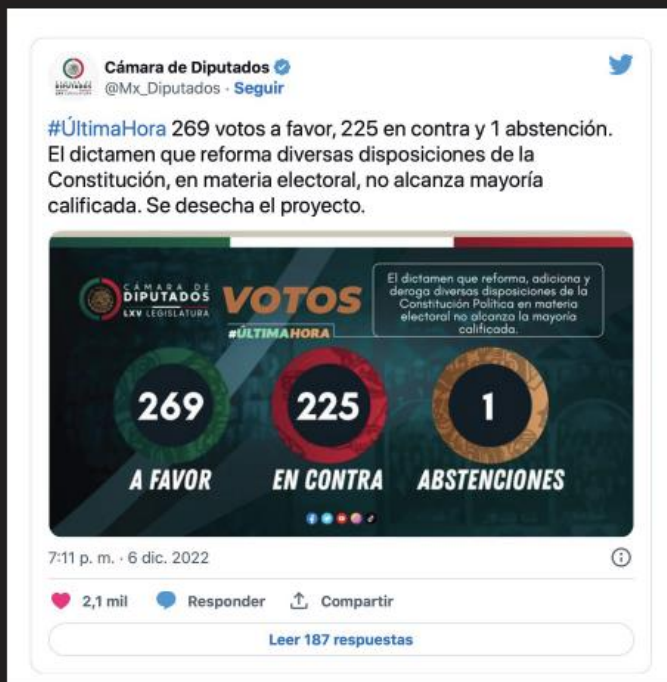 Cámara de Diputados
@Mx_Diputados · Seguir
#ÚltimaHora 269 votos a favor, 225 en contra y 1 abstención.
El dictamen que reforma diversas disposiciones de la
Constitución, en materia electoral, no alcanza mayoría
calificada. Se desecha el proyecto.
CÁMARA DE
DIPUTADOS
LXV LEGISLATURA
VOTOS
#ÚLTIMAHORA
El dictamen que reforma, adiciona y
deroga diversas disposiciones de la
Constitución Política en materia
electoral no alcanza la mayoría
calificada.
269
225
1
A FAVOR
EN CONTRA
ABSTENCIONES
7:11 p. m. · 6 dic. 2022
2,1 mil
Responder
Compartir
Leer 187 respuestas